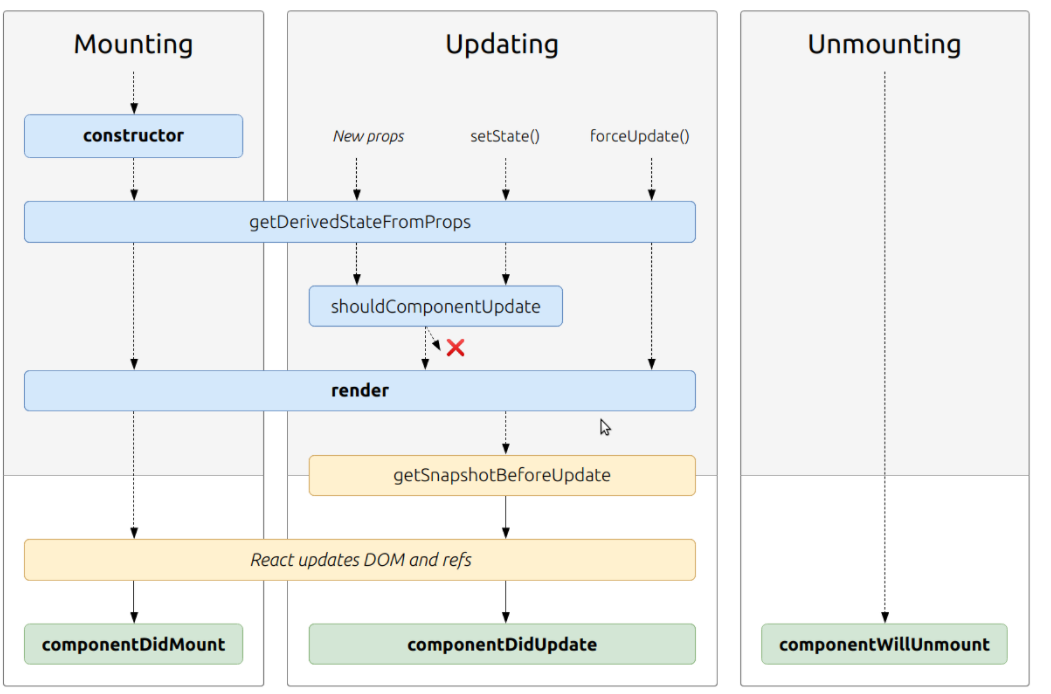 Mounting
Updating
Unmounting
constructor
New props
setState()
forceUpdate()
getDerivedStateFromProps
shouldComponentUpdate
render
getSnapshotBeforeUpdate
React updates DOM and refs
componentDidMount
componentDidUpdate
componentWillUnmount